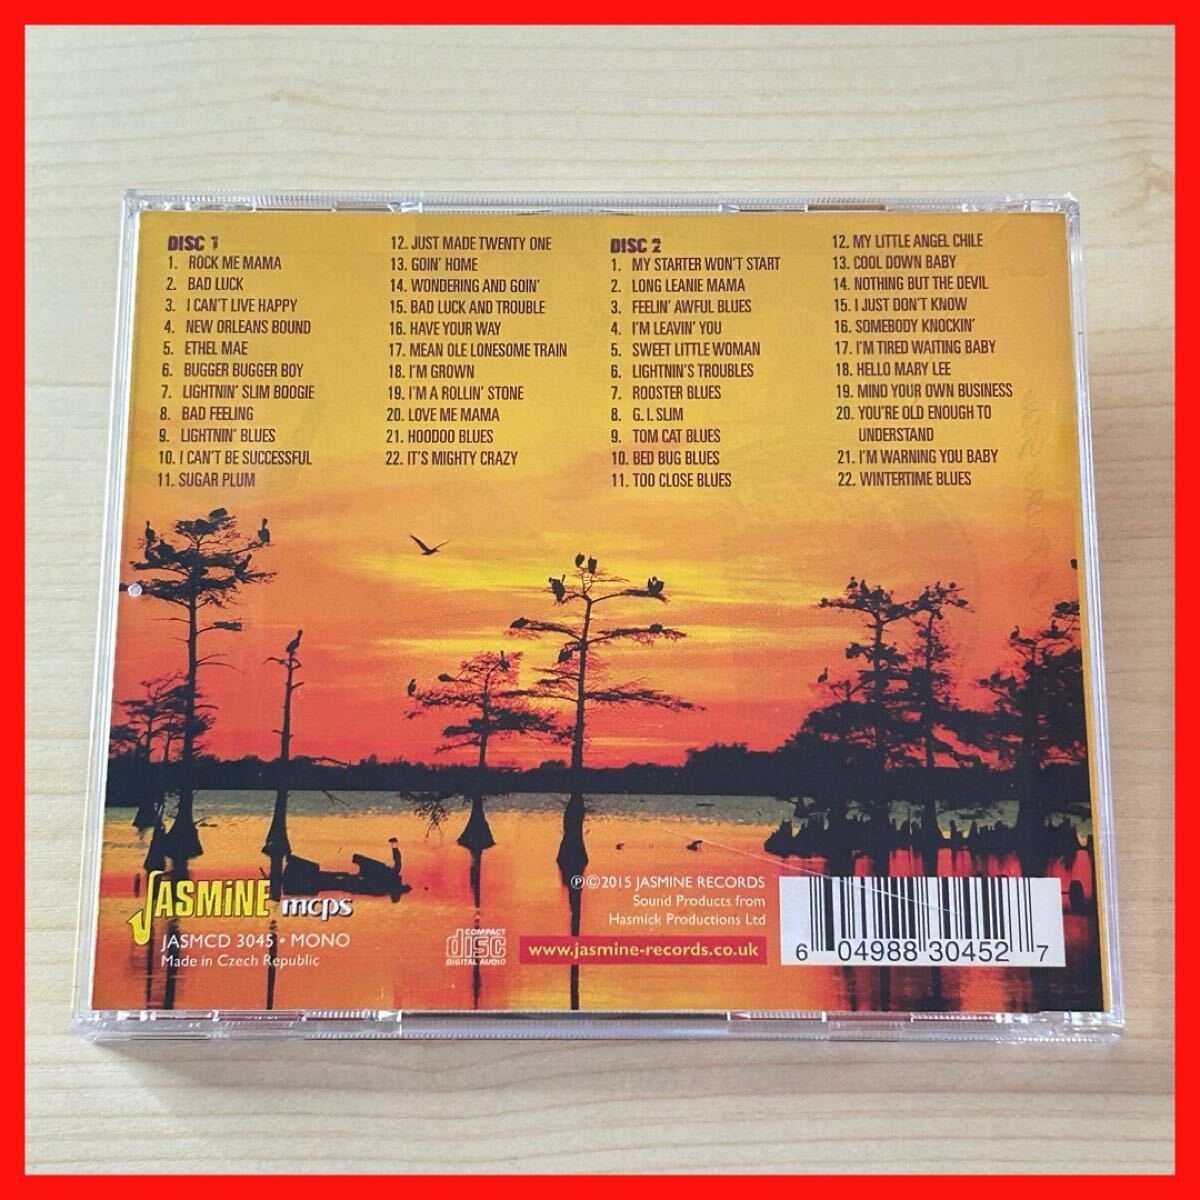 DISC 1
1. ROCK ME MAMA
2. BAD LUCK
3. I CAN'T LIVE HAPPY
4. NEW ORLEANS BOUND
5. ETHEL MAE
6. BUGGER BUGGER BOY
7. LIGHTNIN' SLIM BOOGIE
8. BAD FEELING
9. LIGHTNIN' BLUES
10. I CAN'T BE SUCCESSFUL
11. SUGAR PLUM
12. JUST MADE TWENTY ONE
13. GOIN' HOME
14. WONDERING AND GOIN'
15. BAD LUCK AND TROUBLE
16. HAVE YOUR WAY
17. MEAN OLE LONESOME TRAIN
18. I'M GROWN
19. I'M A ROLLIN' STONE
20. LOVE ME MAMA
21. HOODOO BLUES
22. IT'S MIGHTY CRAZY
DISC 2
1. MY STARTER WON'T START
2. LONG LEANIE MAMA
3. FEELIN' AWFUL BLUES
4. I'M LEAVIN' YOU
5. SWEET LITTLE WOMAN
6. LIGHTNIN'S TROUBLES
7. ROOSTER BLUES
8. G.I. SLIM
9. TOM CAT BLUES
10. BED BUG BLUES
11. TOO CLOSE BLUES
12. MY LITTLE ANGEL CHILE
13. COOL DOWN BABY
14. NOTHING BUT THE DEVIL
15. I JUST DON'T KNOW
16. SOMEBODY KNOCKIN'
17. I'M TIRED WAITING BABY
18. HELLO MARY LEE
19. MIND YOUR OWN BUSINESS
20. YOU'RE OLD ENOUGH TO
UNDERSTAND
21. I'M WARNING YOU BABY
22. WINTERTIME BLUES
JASMiNE mcps
JASMCD 3045 • MONO
Made in Czech Republic
COMPACT
disc
DIGITAL AUDIO
℗©2015 JASMINE RECORDS
Sound Products from
Hasmick Productions Ltd
www.jasmine-records.co.uk
6 04988 30452 7